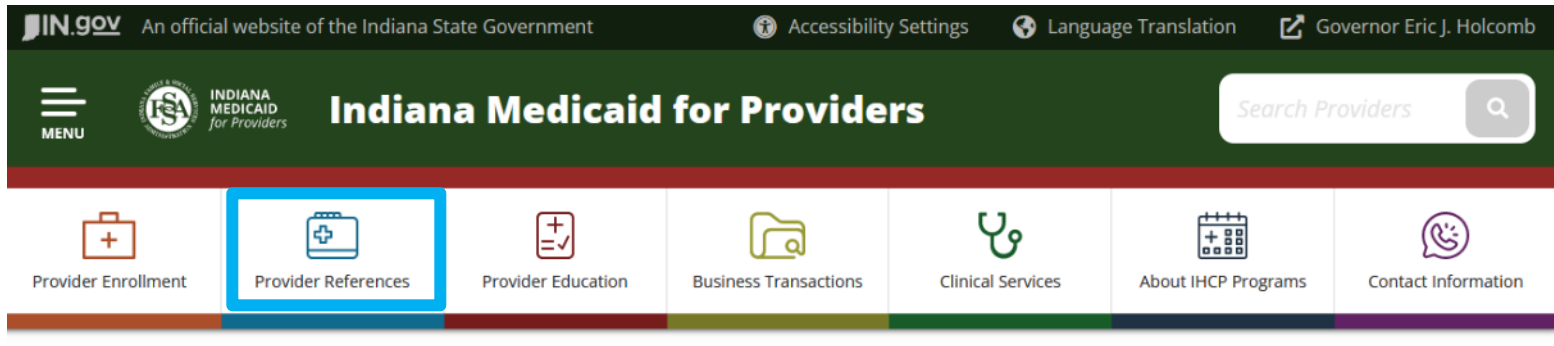 IN.gov An official website of the Indiana State Government Accessibility Settings Language Translation Governor Eric J. Holcomb
MENU
FSSA
INDIANA
MEDICAID
for Providers
Indiana Medicaid for Providers
Search Providers
Provider Enrollment Provider References Provider Education Business Transactions Clinical Services About IHCP Programs Contact Information